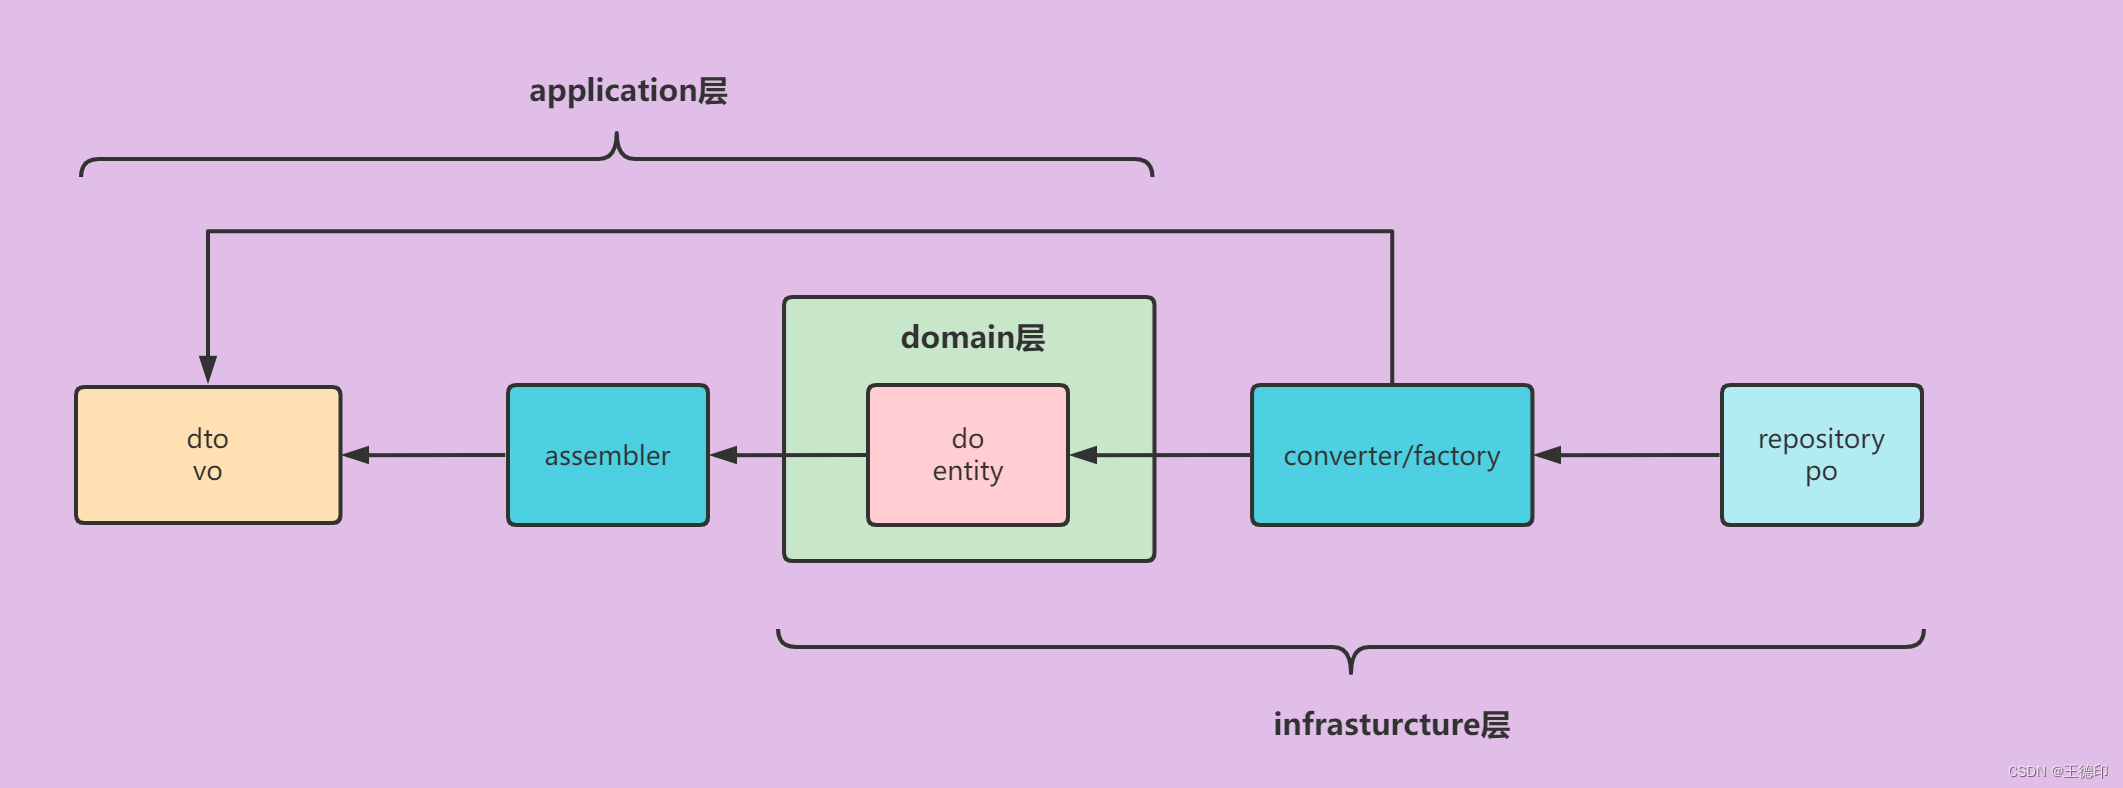 application层
domain层
dto
vo
assembler
do
entity
converter/factory
repository
po
infrasturcture层
CSDN @王德印